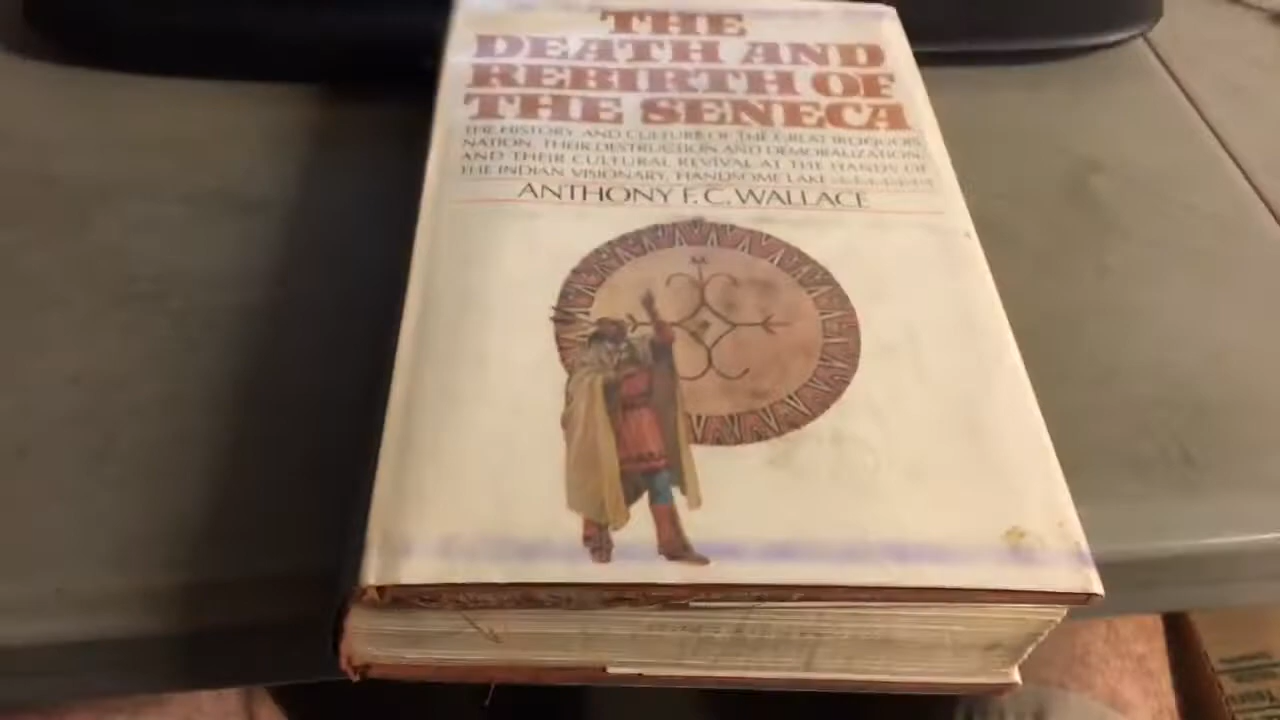 THE
DEATH AND
REBIRTH OF
THE SENECA
THE HISTORY AND CULTURE OF THE GREAT IROQUOIS
NATION, THEIR DESTRUCTION AND DEMORALIZATION,
AND THEIR CULTURAL REVIVAL AT THE HANDS OF
THE INDIAN VISIONARY, HANDSOME LAKE
ANTHONY F. C. WALLACE